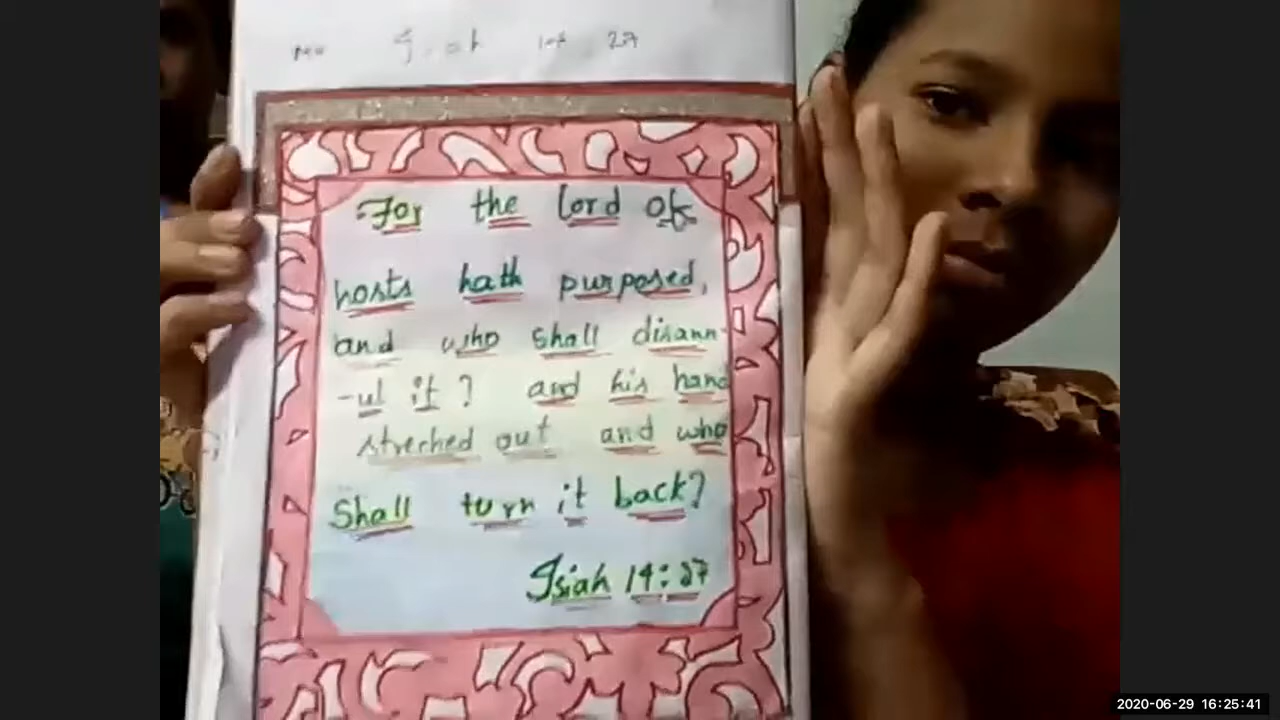 For the Lord of
hosts hath purposed,
and who shall disann-
-ul it? and his hand
streched out and who
Shall turn it back?
Isiah 14:27
2020-06-29 16:25:41